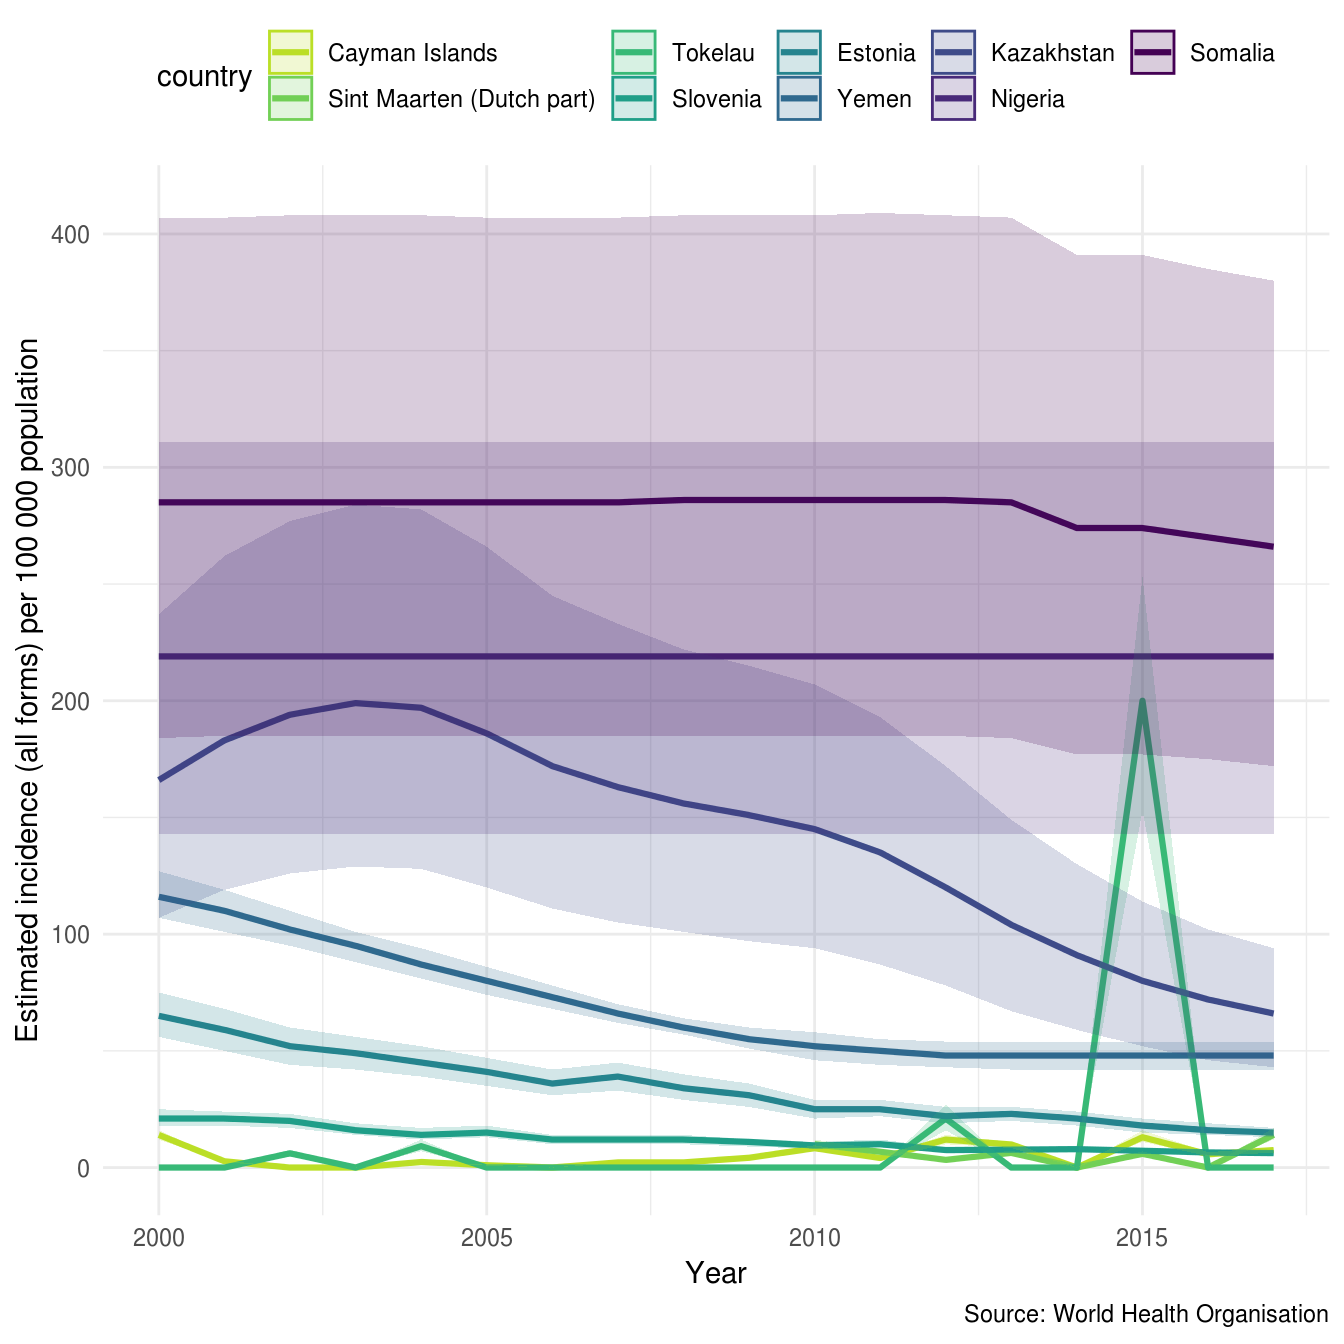 country
Cayman Islands
Sint Maarten (Dutch part)
Tokelau
Slovenia
Estonia
Yemen
Kazakhstan
Nigeria
Somalia
Estimated incidence (all forms) per 100 000 population
400
300
200
100
0
2000
2005
2010
2015
Year
Source: World Health Organisation